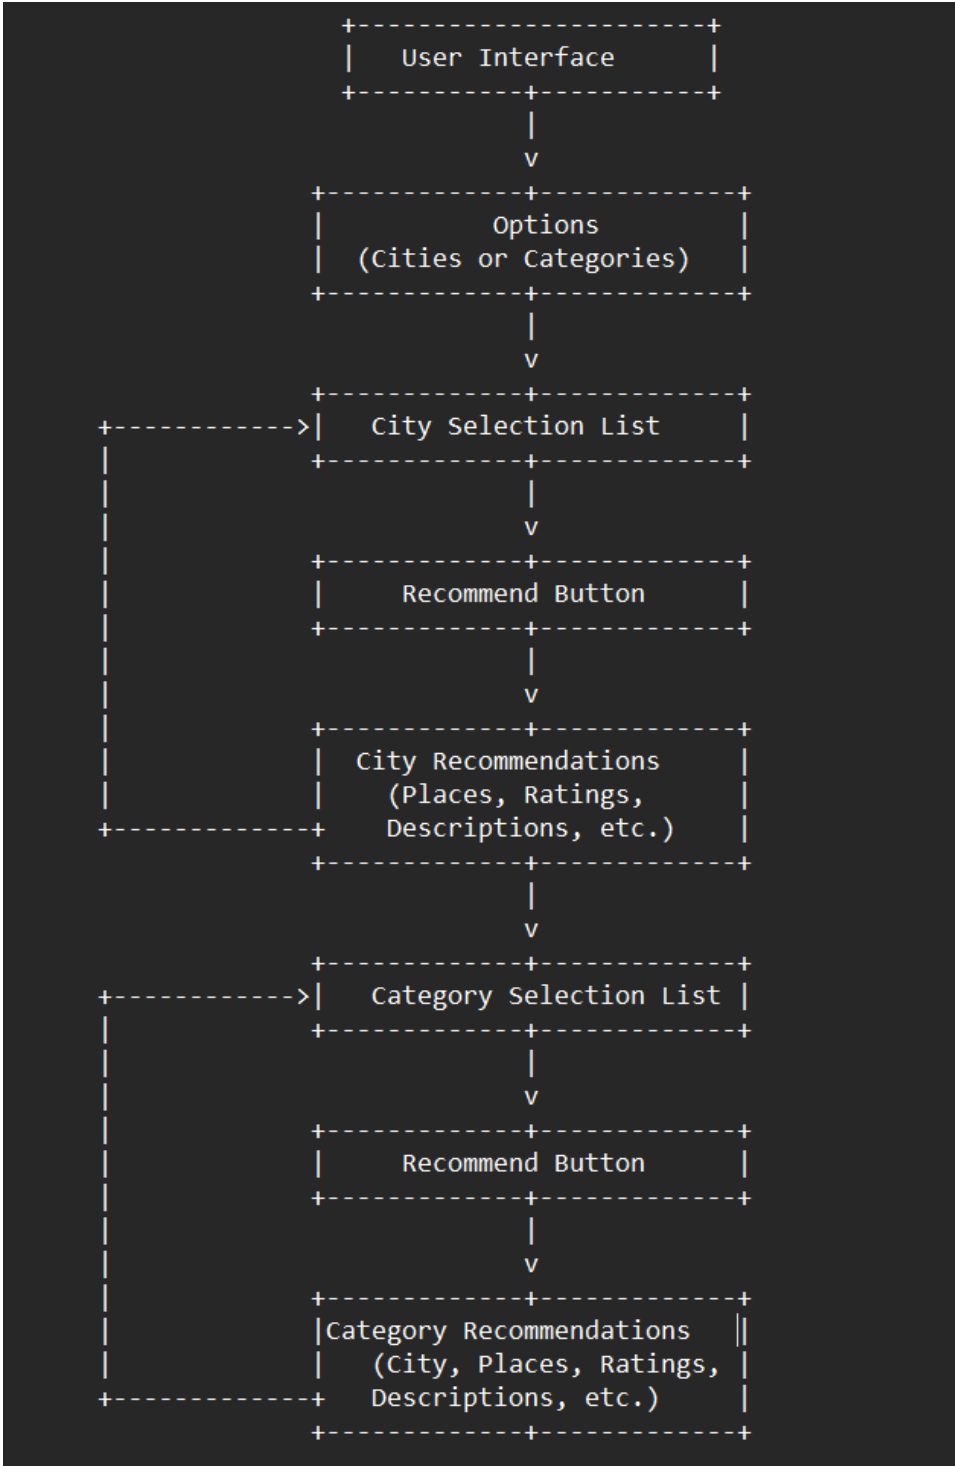 +-----------------------+
|   User Interface      |
+-----------+-----------+
|
v
+-------------+-------------+
|           Options         |
|  (Cities or Categories)   |
+-------------+-------------+
|
v
+-------------+-------------+
+------------>|   City Selection List     |
|             +-------------+-------------+
|                           |
|                           v
|             +-------------+-------------+
|             |     Recommend Button      |
|             +-------------+-------------+
|                           |
|                           v
|             +-------------+-------------+
|             |  City Recommendations     |
|             |    (Places, Ratings,      |
+-------------+    Descriptions, etc.)    |
+-------------+-------------+
|
v
+-------------+-------------+
+------------>|   Category Selection List |
|             +-------------+-------------+
|                           |
|                           v
|             +-------------+-------------+
|             |     Recommend Button      |
|             +-------------+-------------+
|                           |
|                           v
|             +-------------+-------------+
|             |Category Recommendations   |
|             |   (City, Places, Ratings, |
+-------------+   Descriptions, etc.)     |
+-------------+-------------+